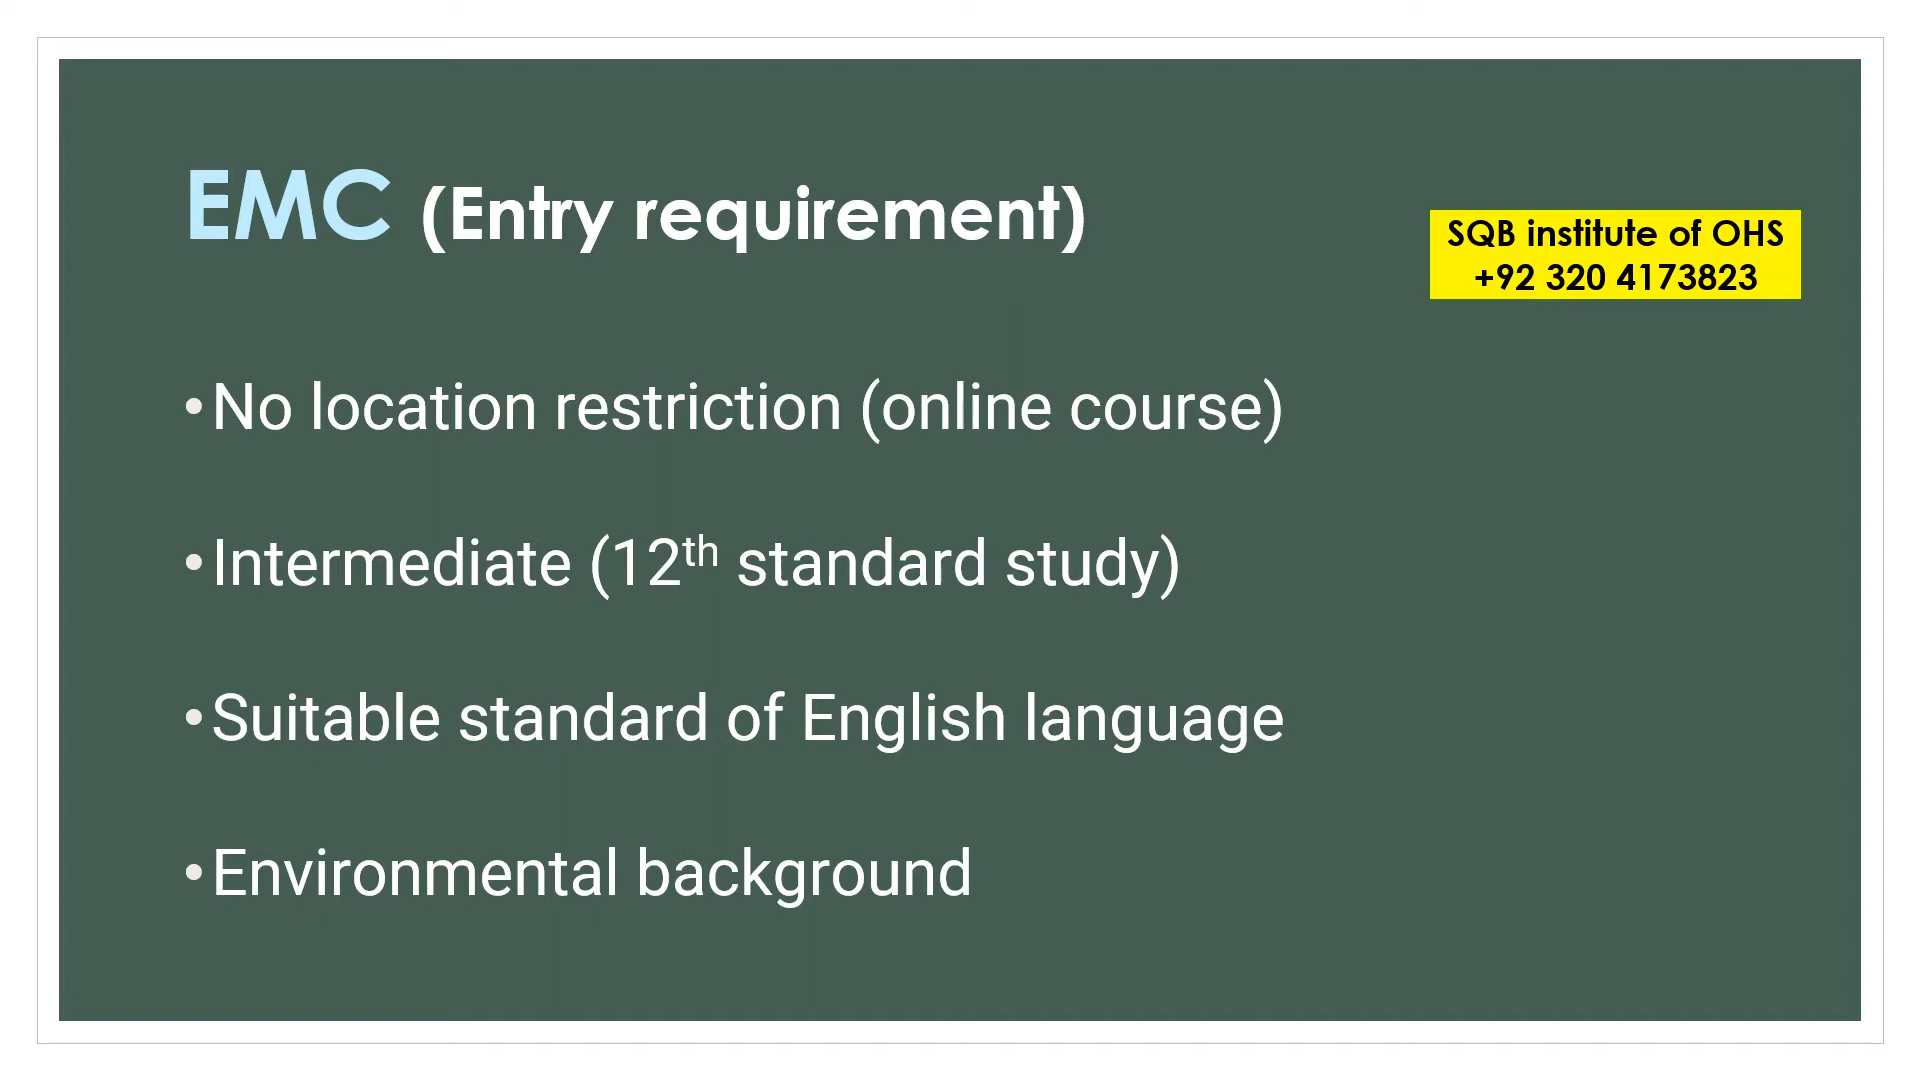 EMC (Entry requirement)
SQB institute of OHS
+92 320 4173823
•No location restriction (online course)
•Intermediate (12th standard study)
•Suitable standard of English language
•Environmental background